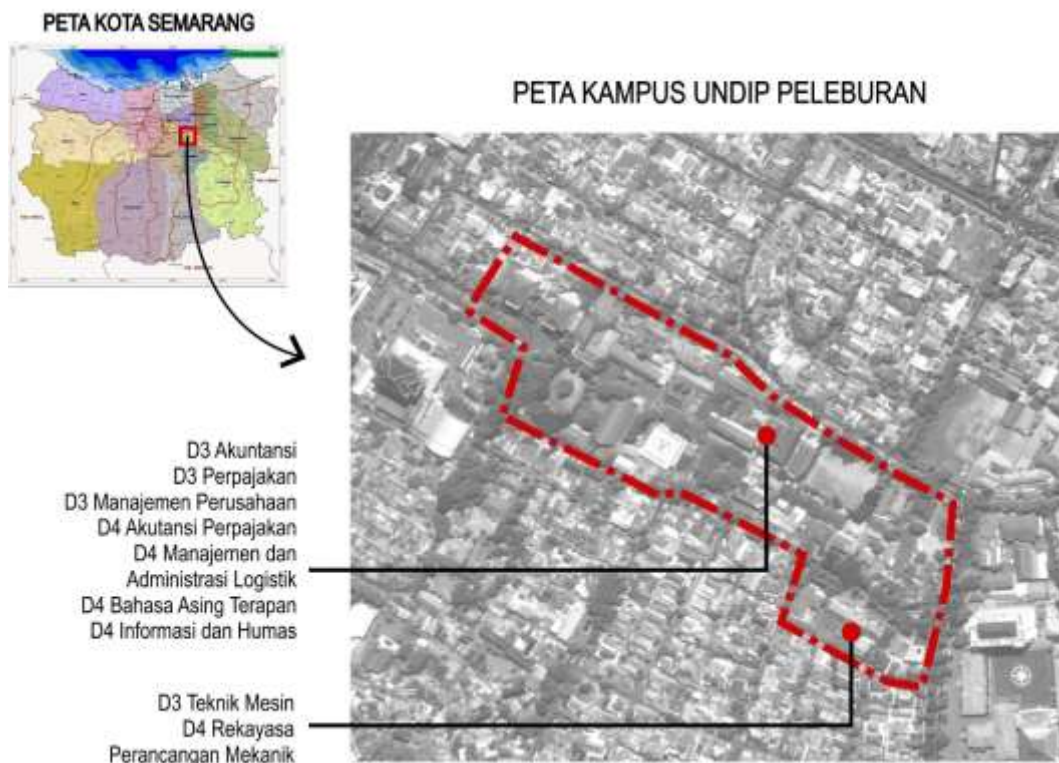 PETA KOTA SEMARANG
PETA KAMPUS UNDIP PELEBURAN
D3 Akuntansi
D3 Perpajakan
D3 Manajemen Perusahaan
D4 Akutansi Perpajakan
D4 Manajemen dan
Administrasi Logistik
D4 Bahasa Asing Terapan
D4 Informasi dan Humas
D3 Teknik Mesin
D4 Rekayasa
Perancangan Mekanik